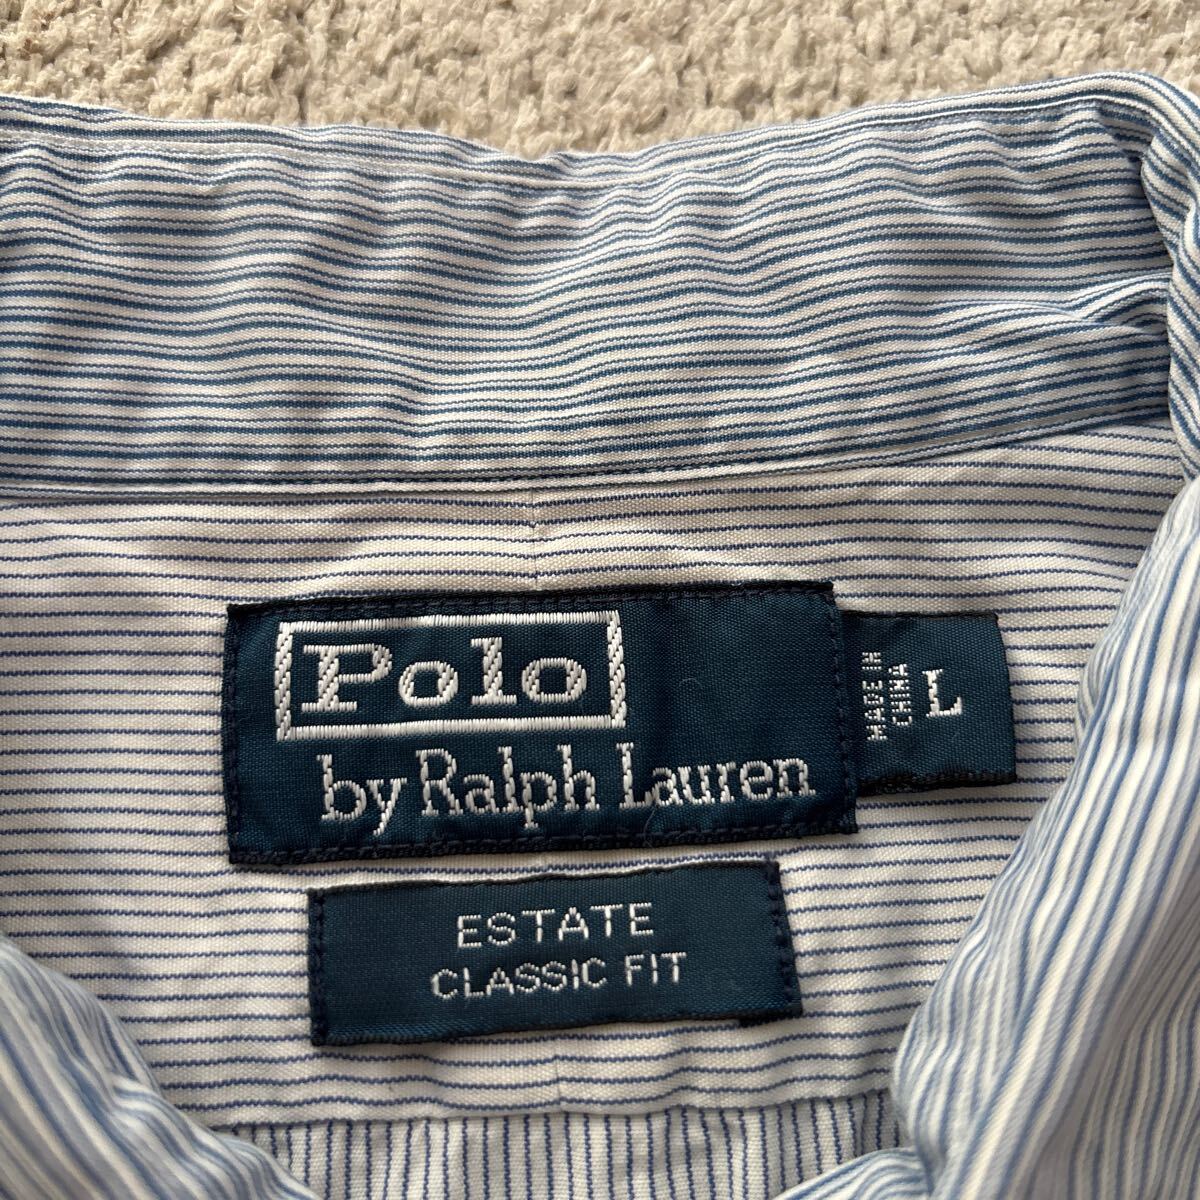 Polo
by Ralph Lauren
MADE IN
CHINA
L
ESTATE
CLASSIC FIT